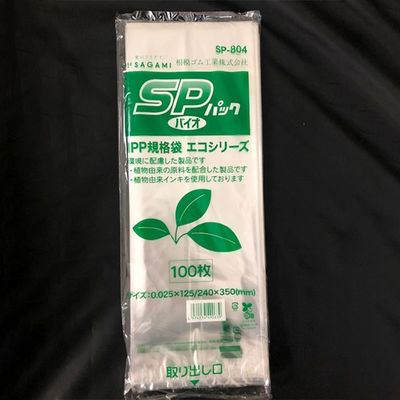 SP-804
SAGAMI 相模ゴム工業株式会社
SPパック
バイオ
IPP規格袋 エコシリーズ
環境に配慮した製品です
・植物由来の原料を配合した製品です
・植物由来インキを使用しております
100枚
サイズ:0.025×125/240×350(mm)
取り出し口